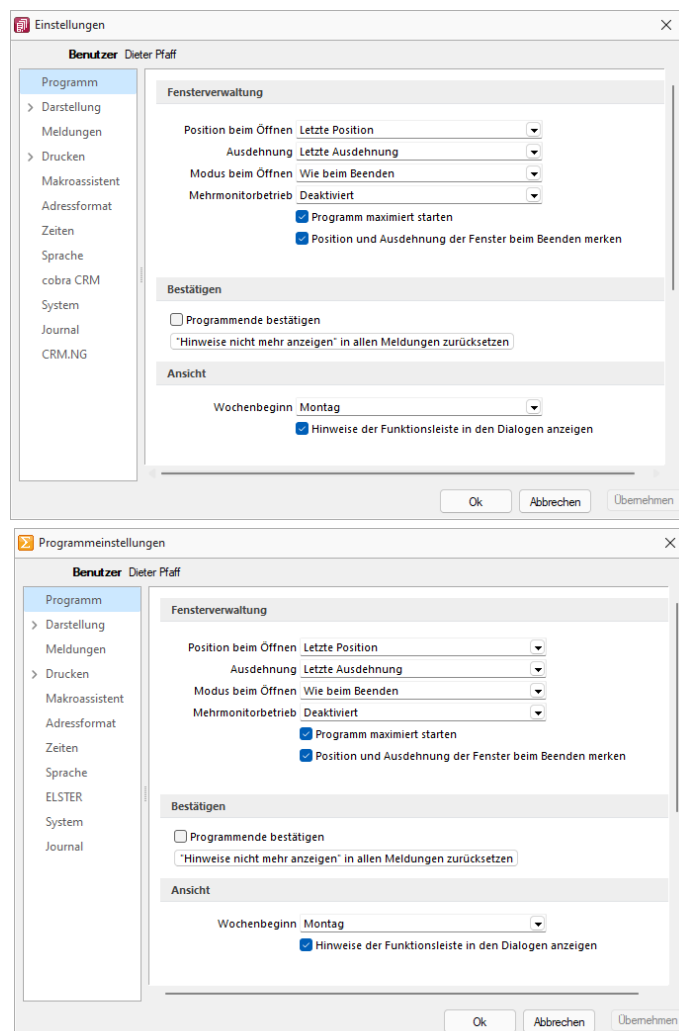 Einstellungen
Benutzer Dieter Pfaff
Programm
Darstellung
Meldungen
Drucken
Makroassistent
Adressformat
Zeiten
Sprache
cobra CRM
System
Journal
CRM.NG
Fensterverwaltung
Position beim Öffnen Letzte Position
Ausdehnung Letzte Ausdehnung
Modus beim Öffnen Wie beim Beenden
Mehrmonitorbetrieb Deaktiviert
Programm maximiert starten
Position und Ausdehnung der Fenster beim Beenden merken
Bestätigen
Programmende bestätigen
"Hinweise nicht mehr anzeigen" in allen Meldungen zurücksetzen
Ansicht
Wochenbeginn Montag
Hinweise der Funktionsleiste in den Dialogen anzeigen
Ok Abbrechen Übernehmen
Programmeinstellungen
Benutzer Dieter Pfaff
Programm
Darstellung
Meldungen
Drucken
Makroassistent
Adressformat
Zeiten
Sprache
ELSTER
System
Journal
Fensterverwaltung
Position beim Öffnen Letzte Position
Ausdehnung Letzte Ausdehnung
Modus beim Öffnen Wie beim Beenden
Mehrmonitorbetrieb Deaktiviert
Programm maximiert starten
Position und Ausdehnung der Fenster beim Beenden merken
Bestätigen
Programmende bestätigen
"Hinweise nicht mehr anzeigen" in allen Meldungen zurücksetzen
Ansicht
Wochenbeginn Montag
Hinweise der Funktionsleiste in den Dialogen anzeigen
Ok Abbrechen Übernehmen